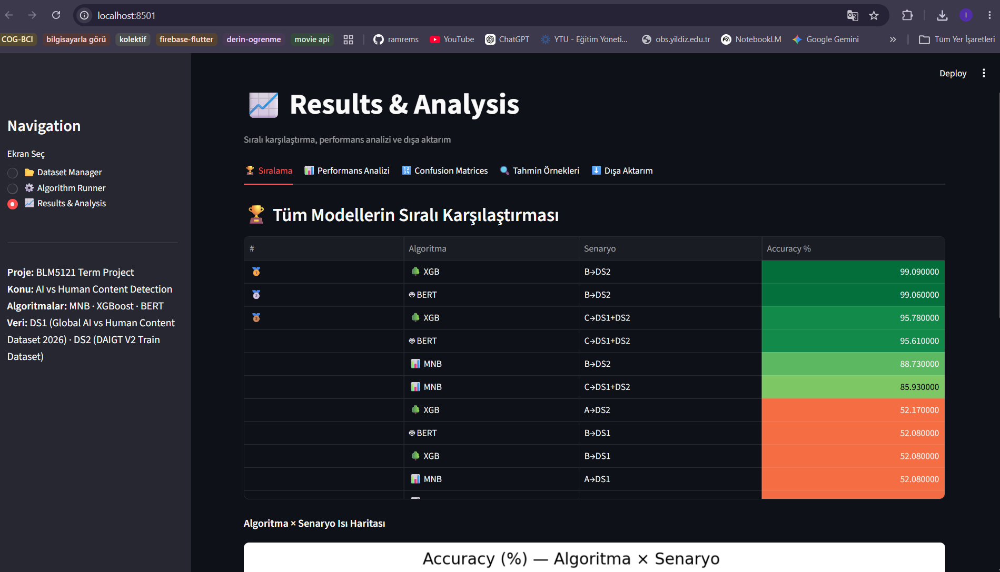 localhost:8501
COG-BCI bilgisayarla görü kolektif firebase-flutter derin-ogrenme movie api ramrems YouTube ChatGPT YTU - Eğitim Yöneti... obs.yildiz.edu.tr NotebookLM Google Gemini » Tüm Yer İşaretleri
Deploy
Navigation
Ekran Seç
Dataset Manager
Algorithm Runner
Results & Analysis
Proje: BLM5121 Term Project
Konu: AI vs Human Content Detection
Algoritmalar: MNB · XGBoost · BERT
Veri: DS1 (Global AI vs Human Content
Dataset 2026) · DS2 (DAIGT V2 Train
Dataset)
Results & Analysis
Sıralı karşılaştırma, performans analizi ve dışa aktarım
Sıralama Performans Analizi Confusion Matrices Tahmin Örnekleri Dışa Aktarım
Tüm Modellerin Sıralı Karşılaştırması
# Algoritma Senaryo Accuracy %
XGB B→DS2 99.090000
BERT B→DS2 99.060000
XGB C→DS1+DS2 95.780000
BERT C→DS1+DS2 95.610000
MNB B→DS2 88.730000
MNB C→DS1+DS2 85.930000
XGB A→DS2 52.170000
BERT B→DS1 52.080000
XGB B→DS1 52.080000
MNB A→DS1 52.080000
Algoritma × Senaryo Isı Haritası
Accuracy (%) — Algoritma × Senaryo